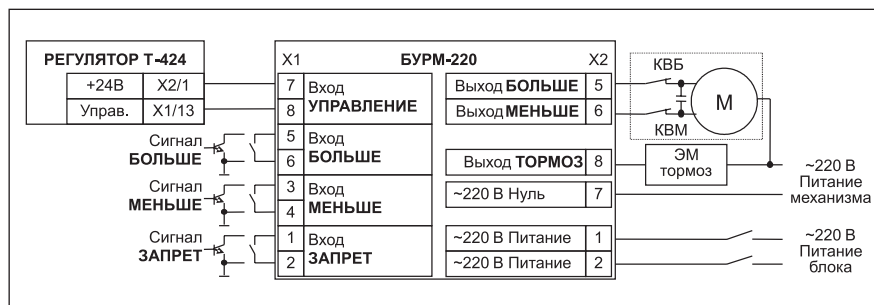 РЕГУЛЯТОР Т-424
+24В X2/1
Управ. X1/13
Сигнал
БОЛЬШЕ
Сигнал
МЕНЬШЕ
Сигнал
ЗАПРЕТ
X1 БУРМ-220 X2
7 Вход
8 УПРАВЛЕНИЕ
5 Вход
6 БОЛЬШЕ
3 Вход
4 МЕНЬШЕ
1 Вход
2 ЗАПРЕТ
Выход БОЛЬШЕ 5
Выход МЕНЬШЕ 6
Выход ТОРМОЗ 8
~220 В Нуль 7
~220 В Питание 1
~220 В Питание 2
КВБ
М
КВМ
ЭМ
тормоз
~220 В
Питание
механизма
~220 В
Питание
блока